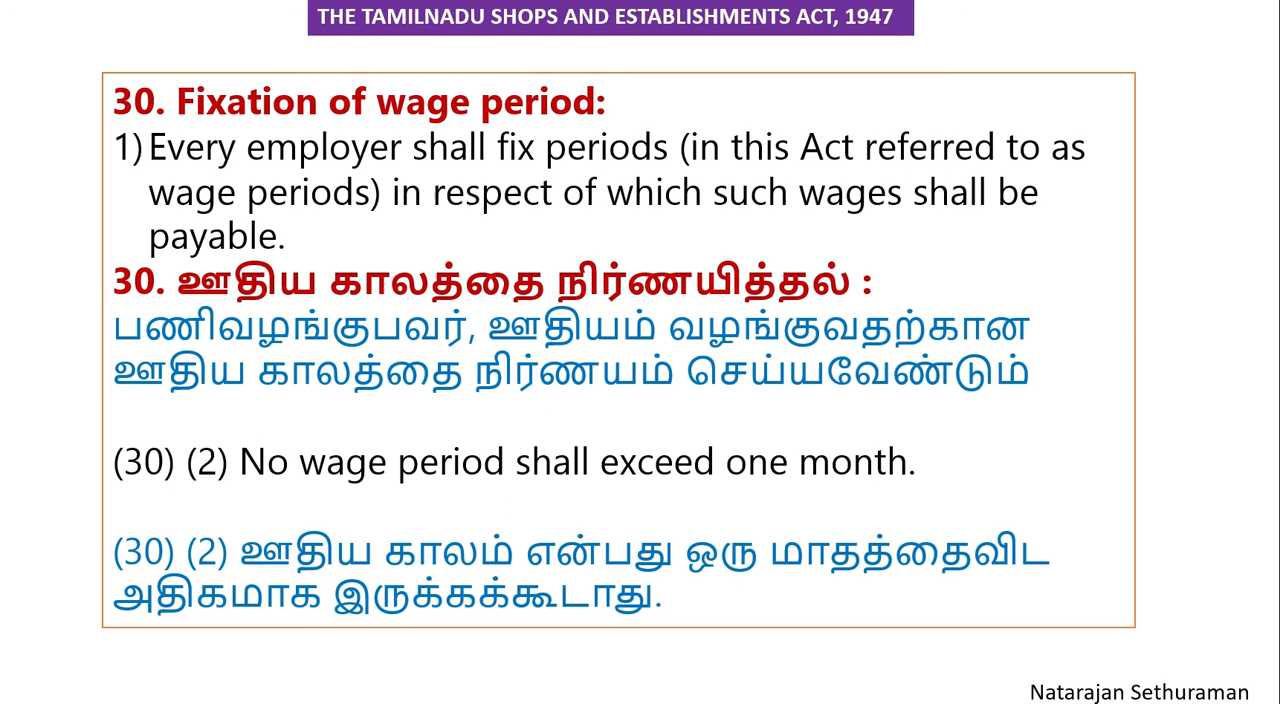 THE TAMILNADU SHOPS AND ESTABLISHMENTS ACT, 1947
30. Fixation of wage period:
1) Every employer shall fix periods (in this Act referred to as
wage periods) in respect of which such wages shall be
payable.
30. ஊதிய காலத்தை நிர்ணயித்தல் :
பணிவழங்குபவர், ஊதியம் வழங்குவதற்கான
ஊதிய காலத்தை நிர்ணயம் செய்யவேண்டும்
(30) (2) No wage period shall exceed one month.
(30) (2) ஊதிய காலம் என்பது ஒரு மாதத்தைவிட
அதிகமாக இருக்கக்கூடாது.
Natarajan Sethuraman